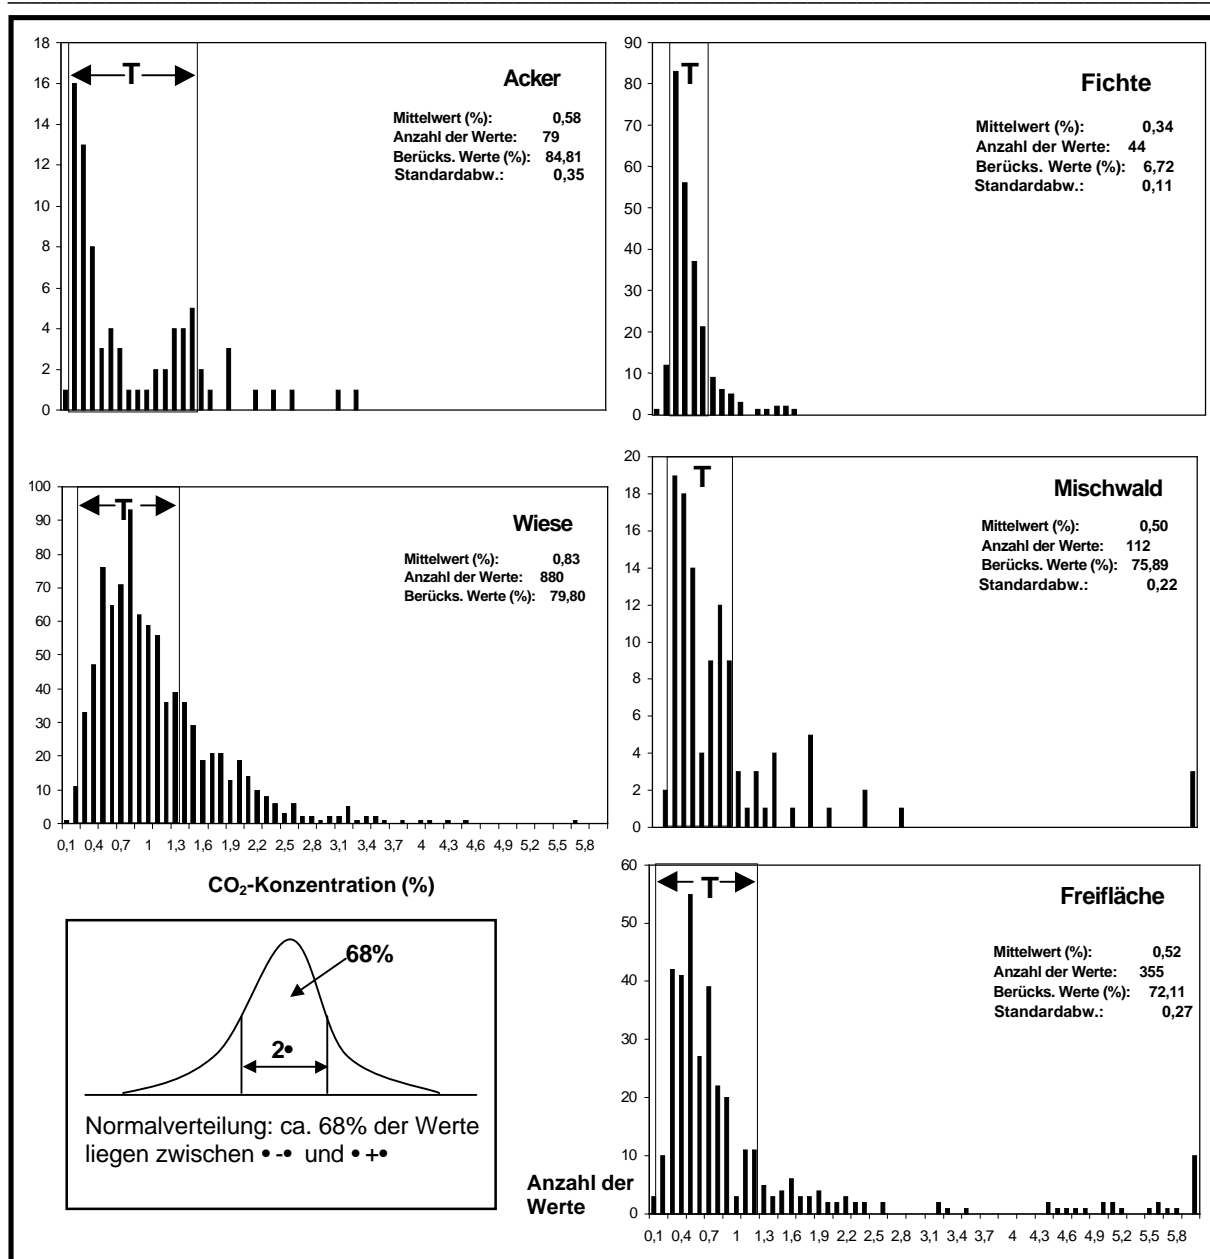 18
16
14
12
10
8
6
4
2
0
T
Acker
Mittelwert (%): 0,58
Anzahl der Werte: 79
Berücks. Werte (%): 84,81
Standardabw.: 0,35
90
80
70
60
50
40
30
20
10
0
T
Fichte
Mittelwert (%): 0,34
Anzahl der Werte: 44
Berücks. Werte (%): 6,72
Standardabw.: 0,11
100
90
80
70
60
50
40
30
20
10
0
T
Wiese
Mittelwert (%): 0,83
Anzahl der Werte: 880
Berücks. Werte (%): 79,80
0,1 0,4 0,7 1 1,3 1,6 1,9 2,2 2,5 2,8 3,1 3,4 3,7 4 4,3 4,6 4,9 5,2 5,5 5,8
CO₂-Konzentration (%)
20
18
16
14
12
10
8
6
4
2
0
T
Mischwald
Mittelwert (%): 0,50
Anzahl der Werte: 112
Berücks. Werte (%): 75,89
Standardabw.: 0,22
68%
2•
Normalverteilung: ca. 68% der Werte
liegen zwischen • -• und • +•
60
50
40
30
20
10
0
T
Freifläche
Mittelwert (%): 0,52
Anzahl der Werte: 355
Berücks. Werte (%): 72,11
Standardabw.: 0,27
Anzahl der
Werte
0,1 0,4 0,7 1 1,3 1,6 1,9 2,2 2,5 2,8 3,1 3,4 3,7 4 4,3 4,6 4,9 5,2 5,5 5,8